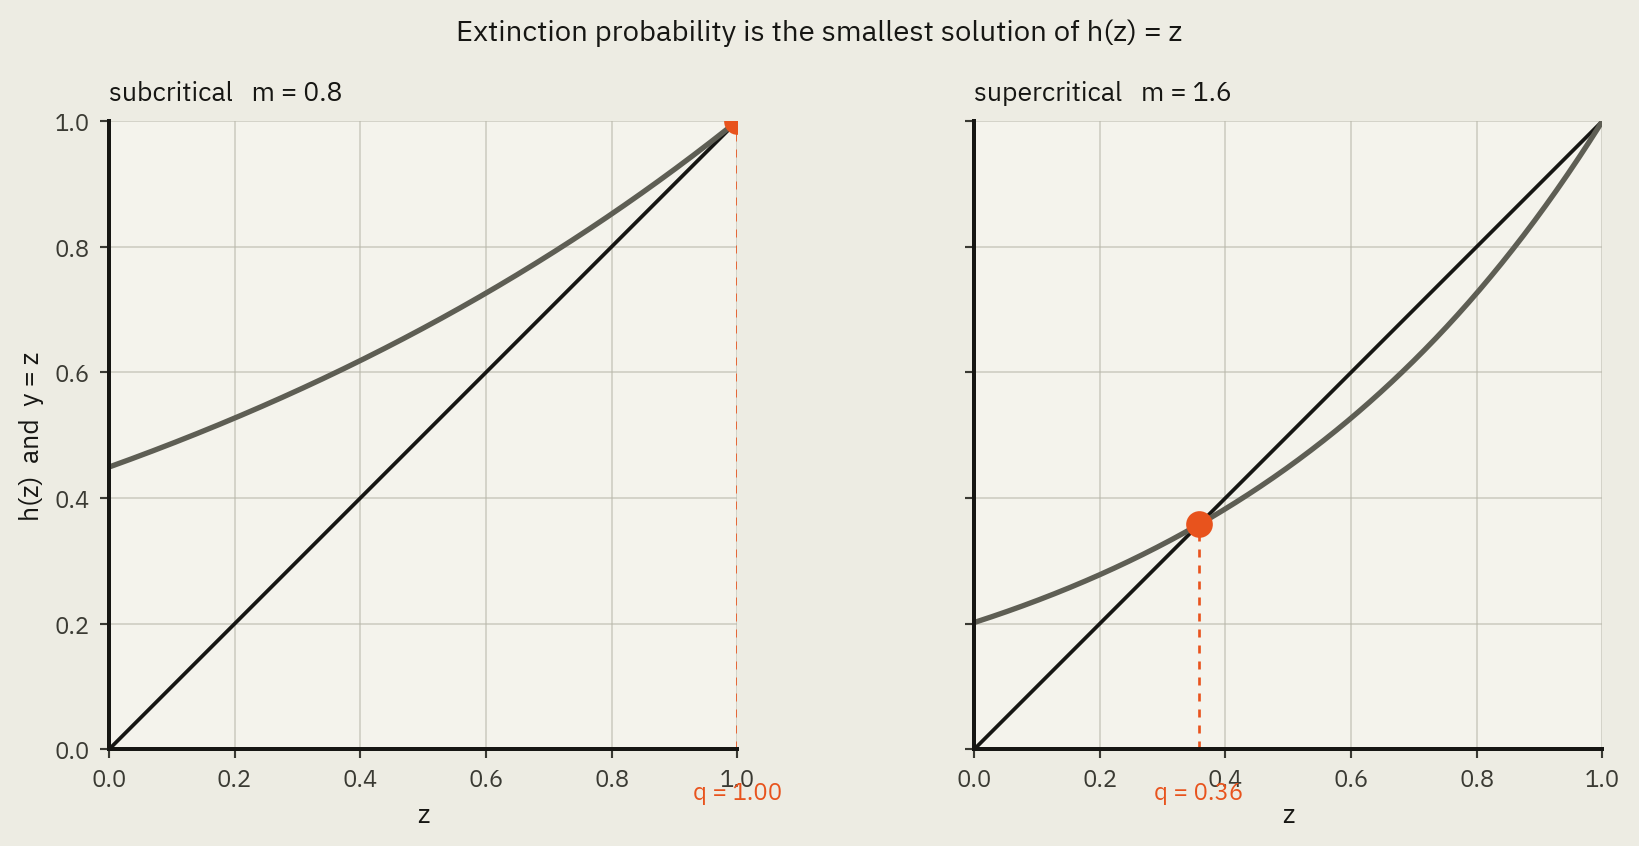 Extinction probability is the smallest solution of h(z) = z
subcritical m = 0.8
h(z) and y = z
1.0
0.8
0.6
0.4
0.2
0.0
0.0 0.2 0.4 0.6 0.8 1.0
q = 1.00
z
supercritical m = 1.6
0.0 0.2 0.4 0.6 0.8 1.0
q = 0.36
z